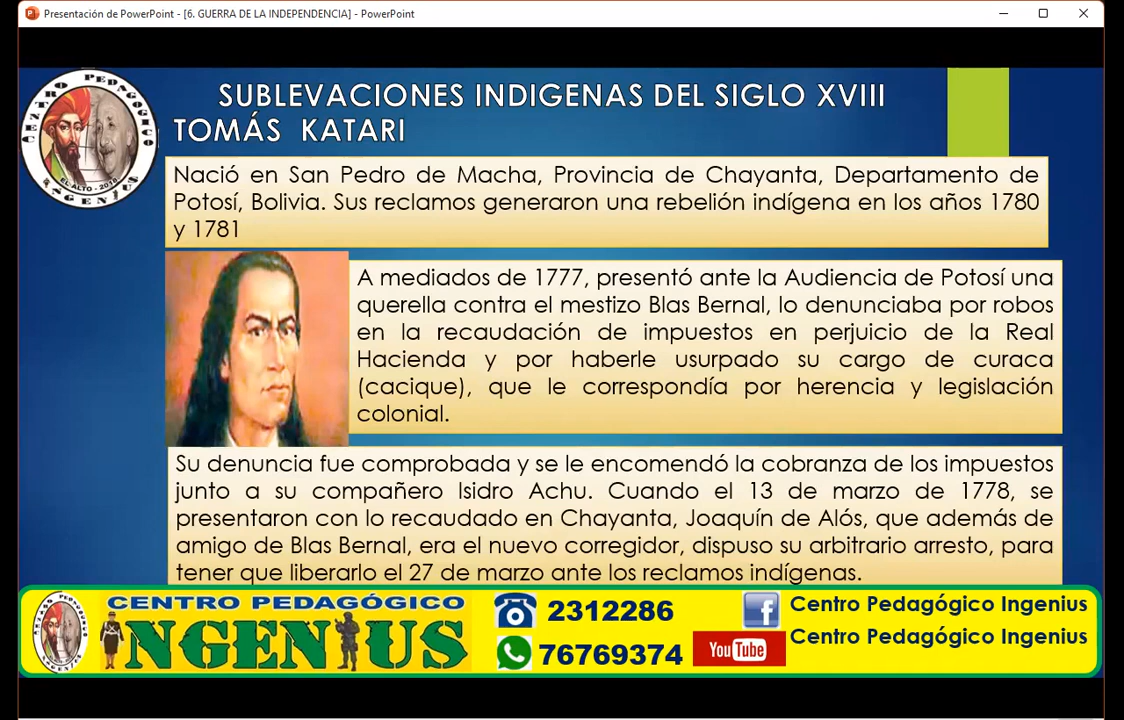 Presentación de PowerPoint - [6. GUERRA DE LA INDEPENDENCIA] - PowerPoint
CENTRO PEDAGÓGICO
EL ALTO - 2018
INGENIUS
SUBLEVACIONES INDIGENAS DEL SIGLO XVIII
TOMÁS KATARI
Nació en San Pedro de Macha, Provincia de Chayanta, Departamento de
Potosí, Bolivia. Sus reclamos generaron una rebelión indígena en los años 1780
y 1781
A mediados de 1777, presentó ante la Audiencia de Potosí una
querella contra el mestizo Blas Bernal, lo denunciaba por robos
en la recaudación de impuestos en perjuicio de la Real
Hacienda y por haberle usurpado su cargo de curaca
(cacique), que le correspondía por herencia y legislación
colonial.
Su denuncia fue comprobada y se le encomendó la cobranza de los impuestos
junto a su compañero Isidro Achu. Cuando el 13 de marzo de 1778, se
presentaron con lo recaudado en Chayanta, Joaquín de Alós, que además de
amigo de Blas Bernal, era el nuevo corregidor, dispuso su arbitrario arresto, para
tener que liberarlo el 27 de marzo ante los reclamos indígenas.
CENTRO PEDAGÓGICO
INGENIUS
2312286
76769374
f
You Tube
Centro Pedagógico Ingenius
Centro Pedagógico Ingenius